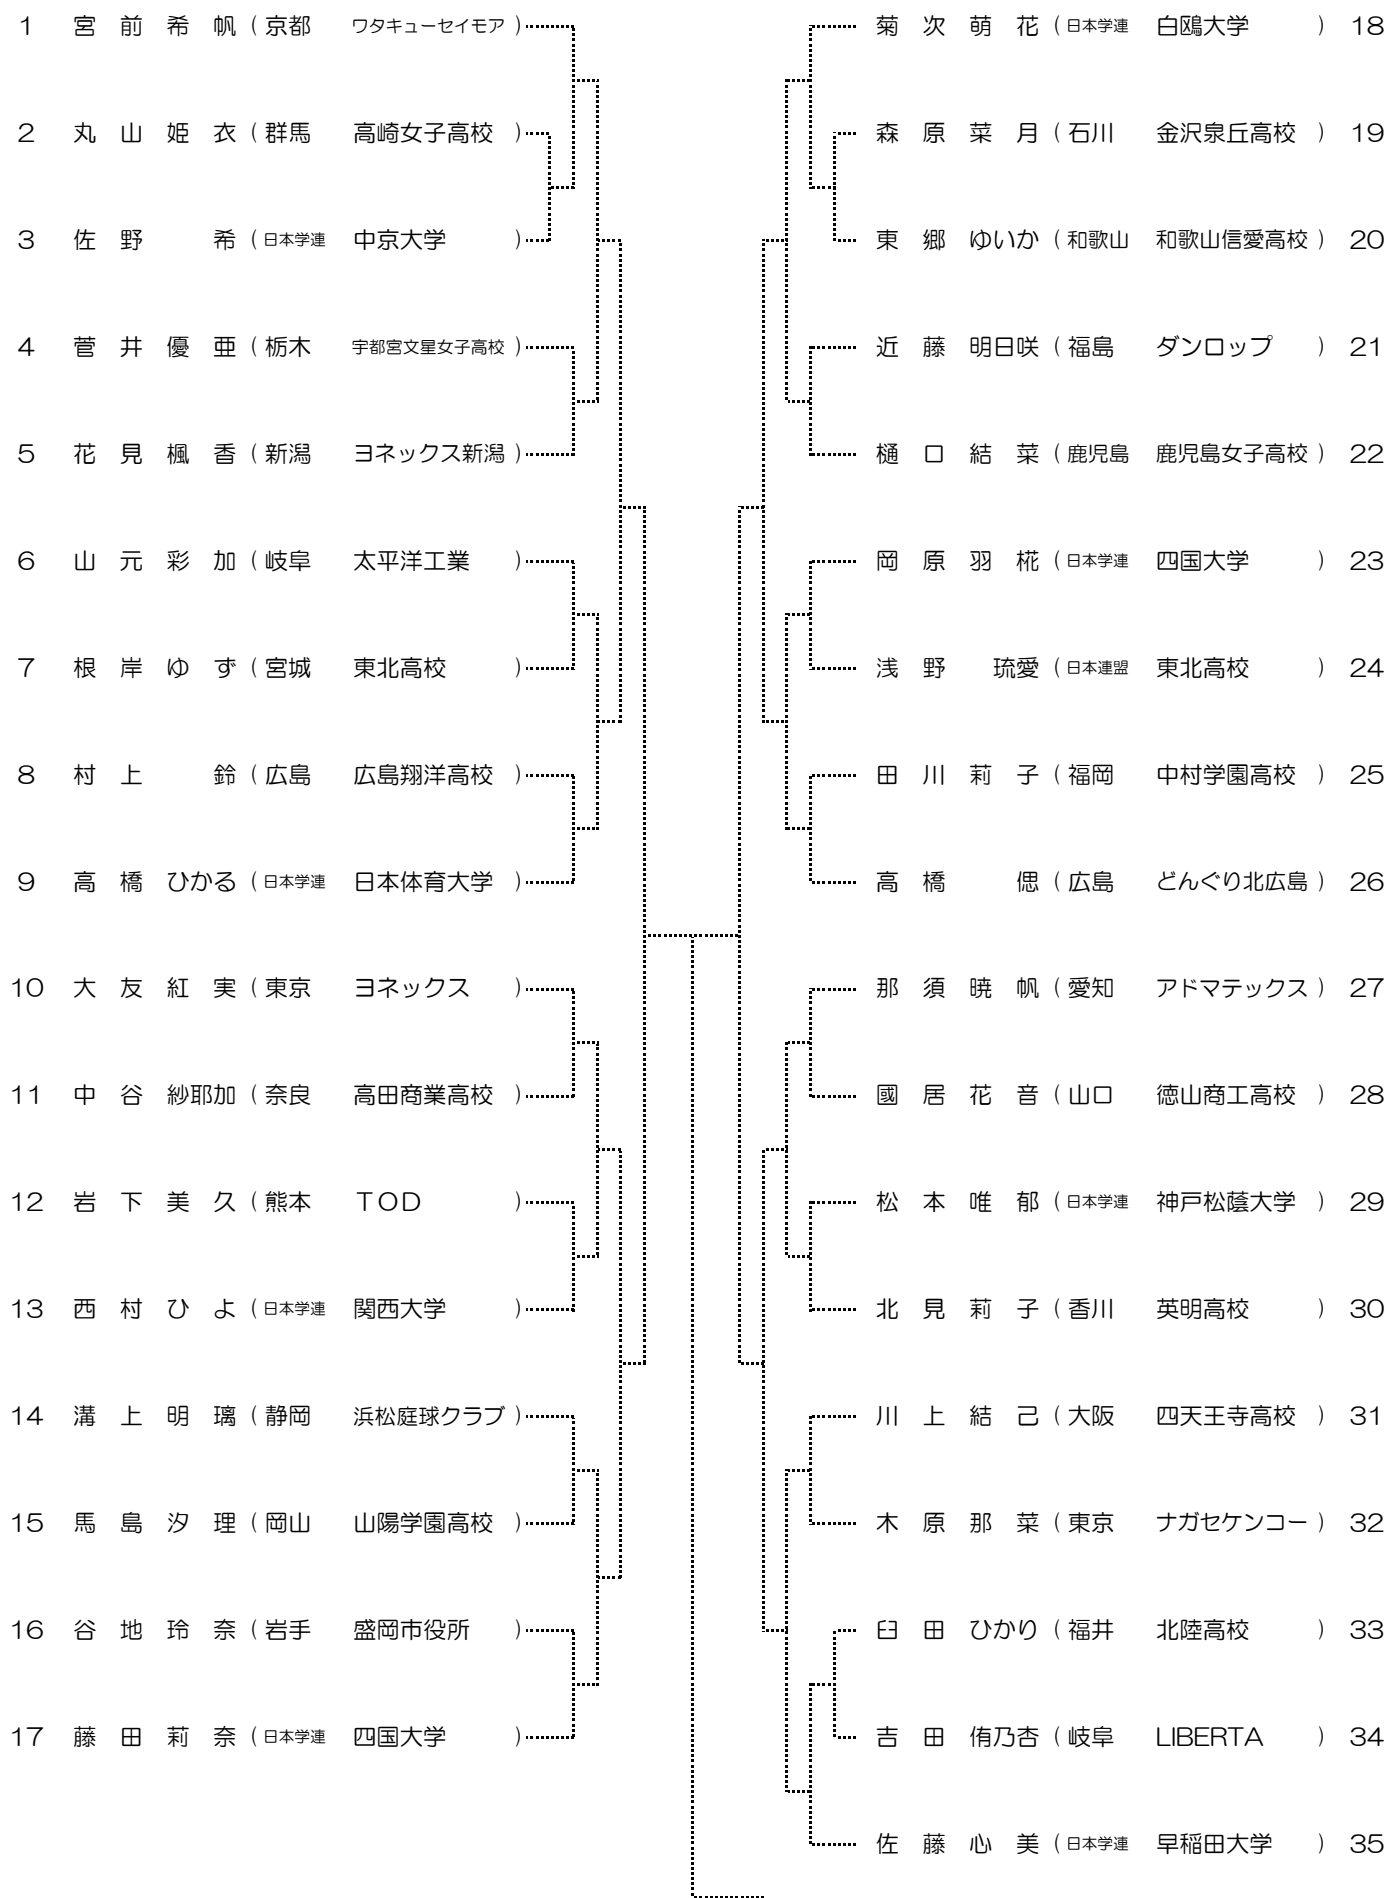 1 宮前希帆 (京都 ワタキューセイモア)
2 丸山姫衣 (群馬 高崎女子高校)
3 佐野 希 (日本学連 中京大学)
4 菅井優亜 (栃木 宇都宮文星女子高校)
5 花見楓香 (新潟 ヨネックス新潟)
6 山元彩加 (岐阜 太平洋工業)
7 根岸ゆず (宮城 東北高校)
8 村上 鈴 (広島 広島翔洋高校)
9 高橋ひかる (日本学連 日本体育大学)
10 大友紅実 (東京 ヨネックス)
11 中谷紗耶加 (奈良 高田商業高校)
12 岩下美久 (熊本 TOD)
13 西村ひよ (日本学連 関西大学)
14 溝上明璃 (静岡 浜松庭球クラブ)
15 馬島汐理 (岡山 山陽学園高校)
16 谷地玲奈 (岩手 盛岡市役所)
17 藤田莉奈 (日本学連 四国大学)
菊次萌花 (日本学連 白鴎大学) 18
森原菜月 (石川 金沢泉丘高校) 19
東郷ゆいか (和歌山 和歌山信愛高校) 20
近藤明日咲 (福島 ダンロップ) 21
樋口結菜 (鹿児島 鹿児島女子高校) 22
岡原羽椛 (日本学連 四国大学) 23
浅野 琉愛 (日本連盟 東北高校) 24
田川莉子 (福岡 中村学園高校) 25
高橋 偲 (広島 どんぐり北広島) 26
那須暁帆 (愛知 アドマテックス) 27
國居花音 (山口 徳山商工高校) 28
松本唯郁 (日本学連 神戸松蔭大学) 29
北見莉子 (香川 英明高校) 30
川上結己 (大阪 四天王寺高校) 31
木原那菜 (東京 ナガセケンコー) 32
臼田ひかり (福井 北陸高校) 33
吉田侑乃杏 (岐阜 LIBERTA) 34
佐藤心美 (日本学連 早稲田大学) 35